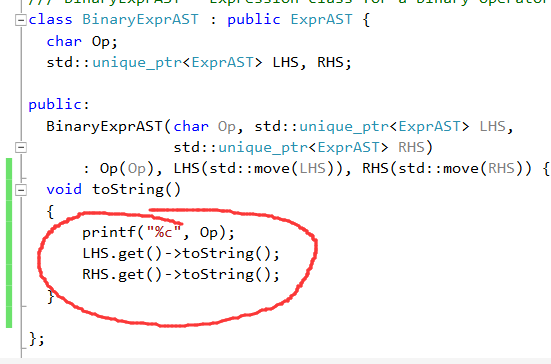 /// BinaryExprAST - Expression class for a binary operator
class BinaryExprAST : public ExprAST {
char Op;
std::unique_ptr<ExprAST> LHS, RHS;
public:
BinaryExprAST(char Op, std::unique_ptr<ExprAST> LHS,
std::unique_ptr<ExprAST> RHS)
: Op(Op), LHS(std::move(LHS)), RHS(std::move(RHS)) {
void toString()
{
printf("%c", Op);
LHS.get()->toString();
RHS.get()->toString();
}
};